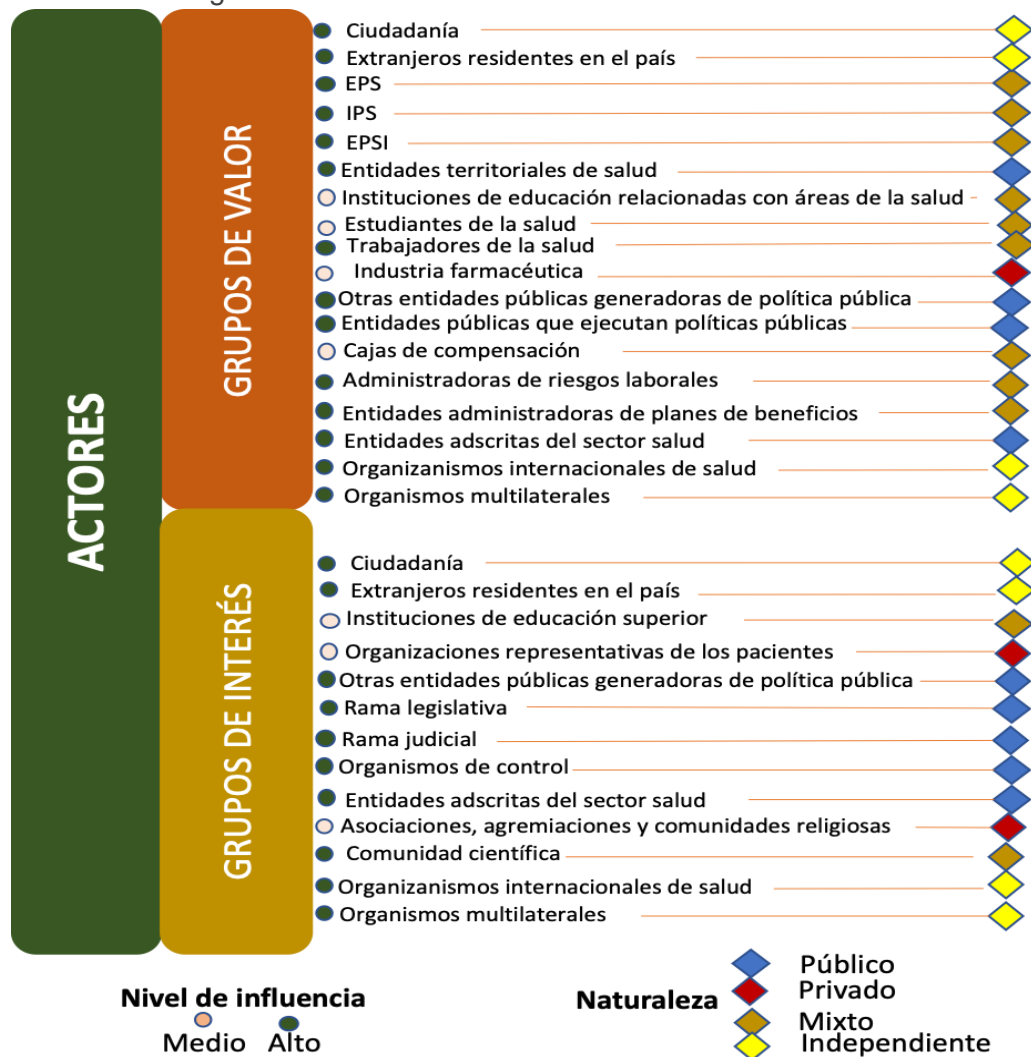 ACTORES
GRUPOS DE VALOR
Ciudadanía
Extranjeros residentes en el país
EPS
IPS
EPSI
Entidades territoriales de salud
Instituciones de educación relacionadas con áreas de la salud
Estudiantes de la salud
Trabajadores de la salud
Industria farmacéutica
Otras entidades públicas generadoras de política pública
Entidades públicas que ejecutan políticas públicas
Cajas de compensación
Administradoras de riesgos laborales
Entidades administradoras de planes de beneficios
Entidades adscritas del sector salud
Organizanismos internacionales de salud
Organismos multilaterales
GRUPOS DE INTERÉS
Ciudadanía
Extranjeros residentes en el país
Instituciones de educación superior
Organizaciones representativas de los pacientes
Otras entidades públicas generadoras de política pública
Rama legislativa
Rama judicial
Organismos de control
Entidades adscritas del sector salud
Asociaciones, agremiaciones y comunidades religiosas
Comunidad científica
Organizanismos internacionales de salud
Organismos multilaterales
Nivel de influencia
Medio Alto
Naturaleza
Público
Privado
Mixto
Independiente